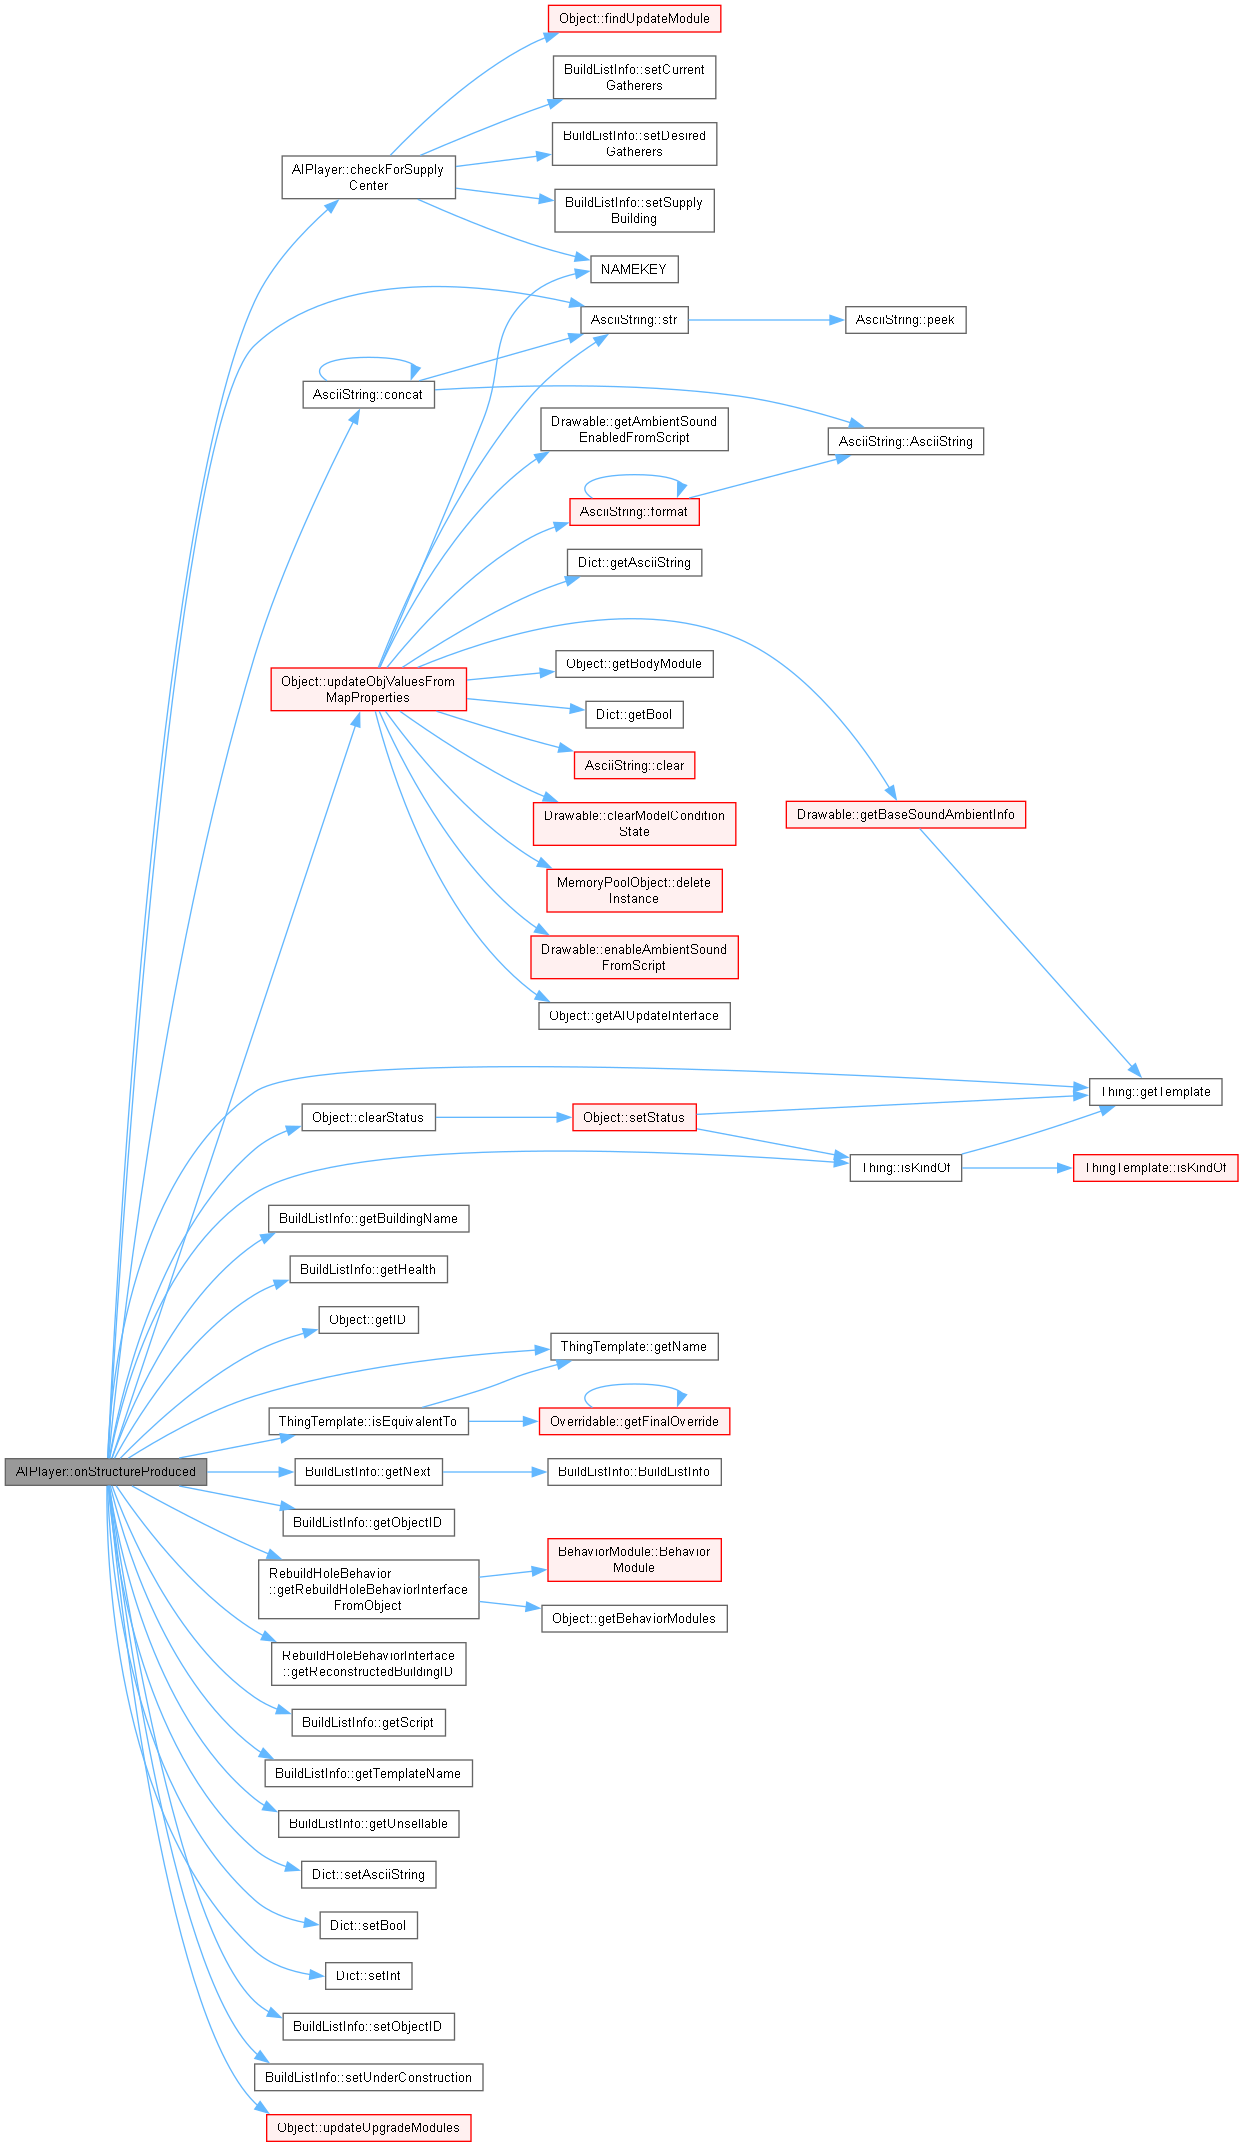 Object::findUpdateModule
BuildListInfo::setCurrent
Gatherers
BuildListInfo::setDesired
Gatherers
AIPlayer::checkForSupply
Center
BuildListInfo::setSupply
Building
NAMEKEY
AsciiString::str
AsciiString::peek
AsciiString::concat
Drawable::getAmbientSound
EnabledFromScript
AsciiString::AsciiString
AsciiString::format
Dict::getAsciiString
Object::getBodyModule
Object::updateObjValuesFrom
MapProperties
Dict::getBool
AsciiString::clear
Drawable::clearModelCondition
State
Drawable::getBaseSoundAmbientInfo
MemoryPoolObject::delete
Instance
Drawable::enableAmbientSound
FromScript
Object::getAIUpdateInterface
Thing::getTemplate
Object::clearStatus
Object::setStatus
Thing::isKindOf
ThingTemplate::isKindOf
BuildListInfo::getBuildingName
BuildListInfo::getHealth
Object::getID
ThingTemplate::getName
ThingTemplate::isEquivalentTo
Overridable::getFinalOverride
AIPlayer::onStructureProduced
BuildListInfo::getNext
BuildListInfo::BuildListInfo
BuildListInfo::getObjectID
BehaviorModule::Behavior
Module
RebuildHoleBehavior
::getRebuildHoleBehaviorInterface
FromObject
Object::getBehaviorModules
RebuildHoleBehaviorInterface
::getReconstructedBuildingID
BuildListInfo::getScript
BuildListInfo::getTemplateName
BuildListInfo::getUnsellable
Dict::setAsciiString
Dict::setBool
Dict::setInt
BuildListInfo::setObjectID
BuildListInfo::setUnderConstruction
Object::updateUpgradeModules